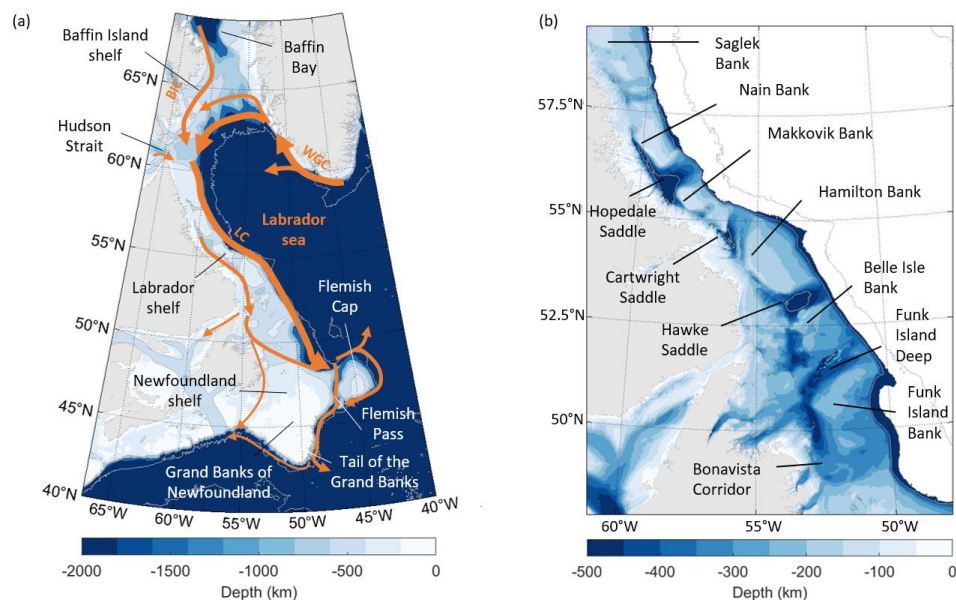 (a)
Baffin Island
shelf
Baffin
Bay
65°N
BIC
Hudson
Strait
60°N
WGC
Labrador
sea
LC
55°N
Labrador
shelf
Flemish
Cap
50°N
Newfoundland
shelf
45°N
Flemish
Pass
Grand Banks of
Newfoundland
Tail of the
Grand Banks
40°N
65°W
60°W
55°W
50°W
45°W
40°W
-2000
-1500
-1000
-500
0
Depth (km)
(b)
Saglek
Bank
57.5°N
Nain Bank
Makkovik Bank
Hamilton Bank
55°N
Hopedale
Saddle
Cartwright
Saddle
Belle Isle
Bank
52.5°N
Hawke
Saddle
Funk
Island
Deep
50°N
Funk
Island
Bank
Bonavista
Corridor
60°W
55°W
50°W
-500
-400
-300
-200
-100
0
Depth (km)